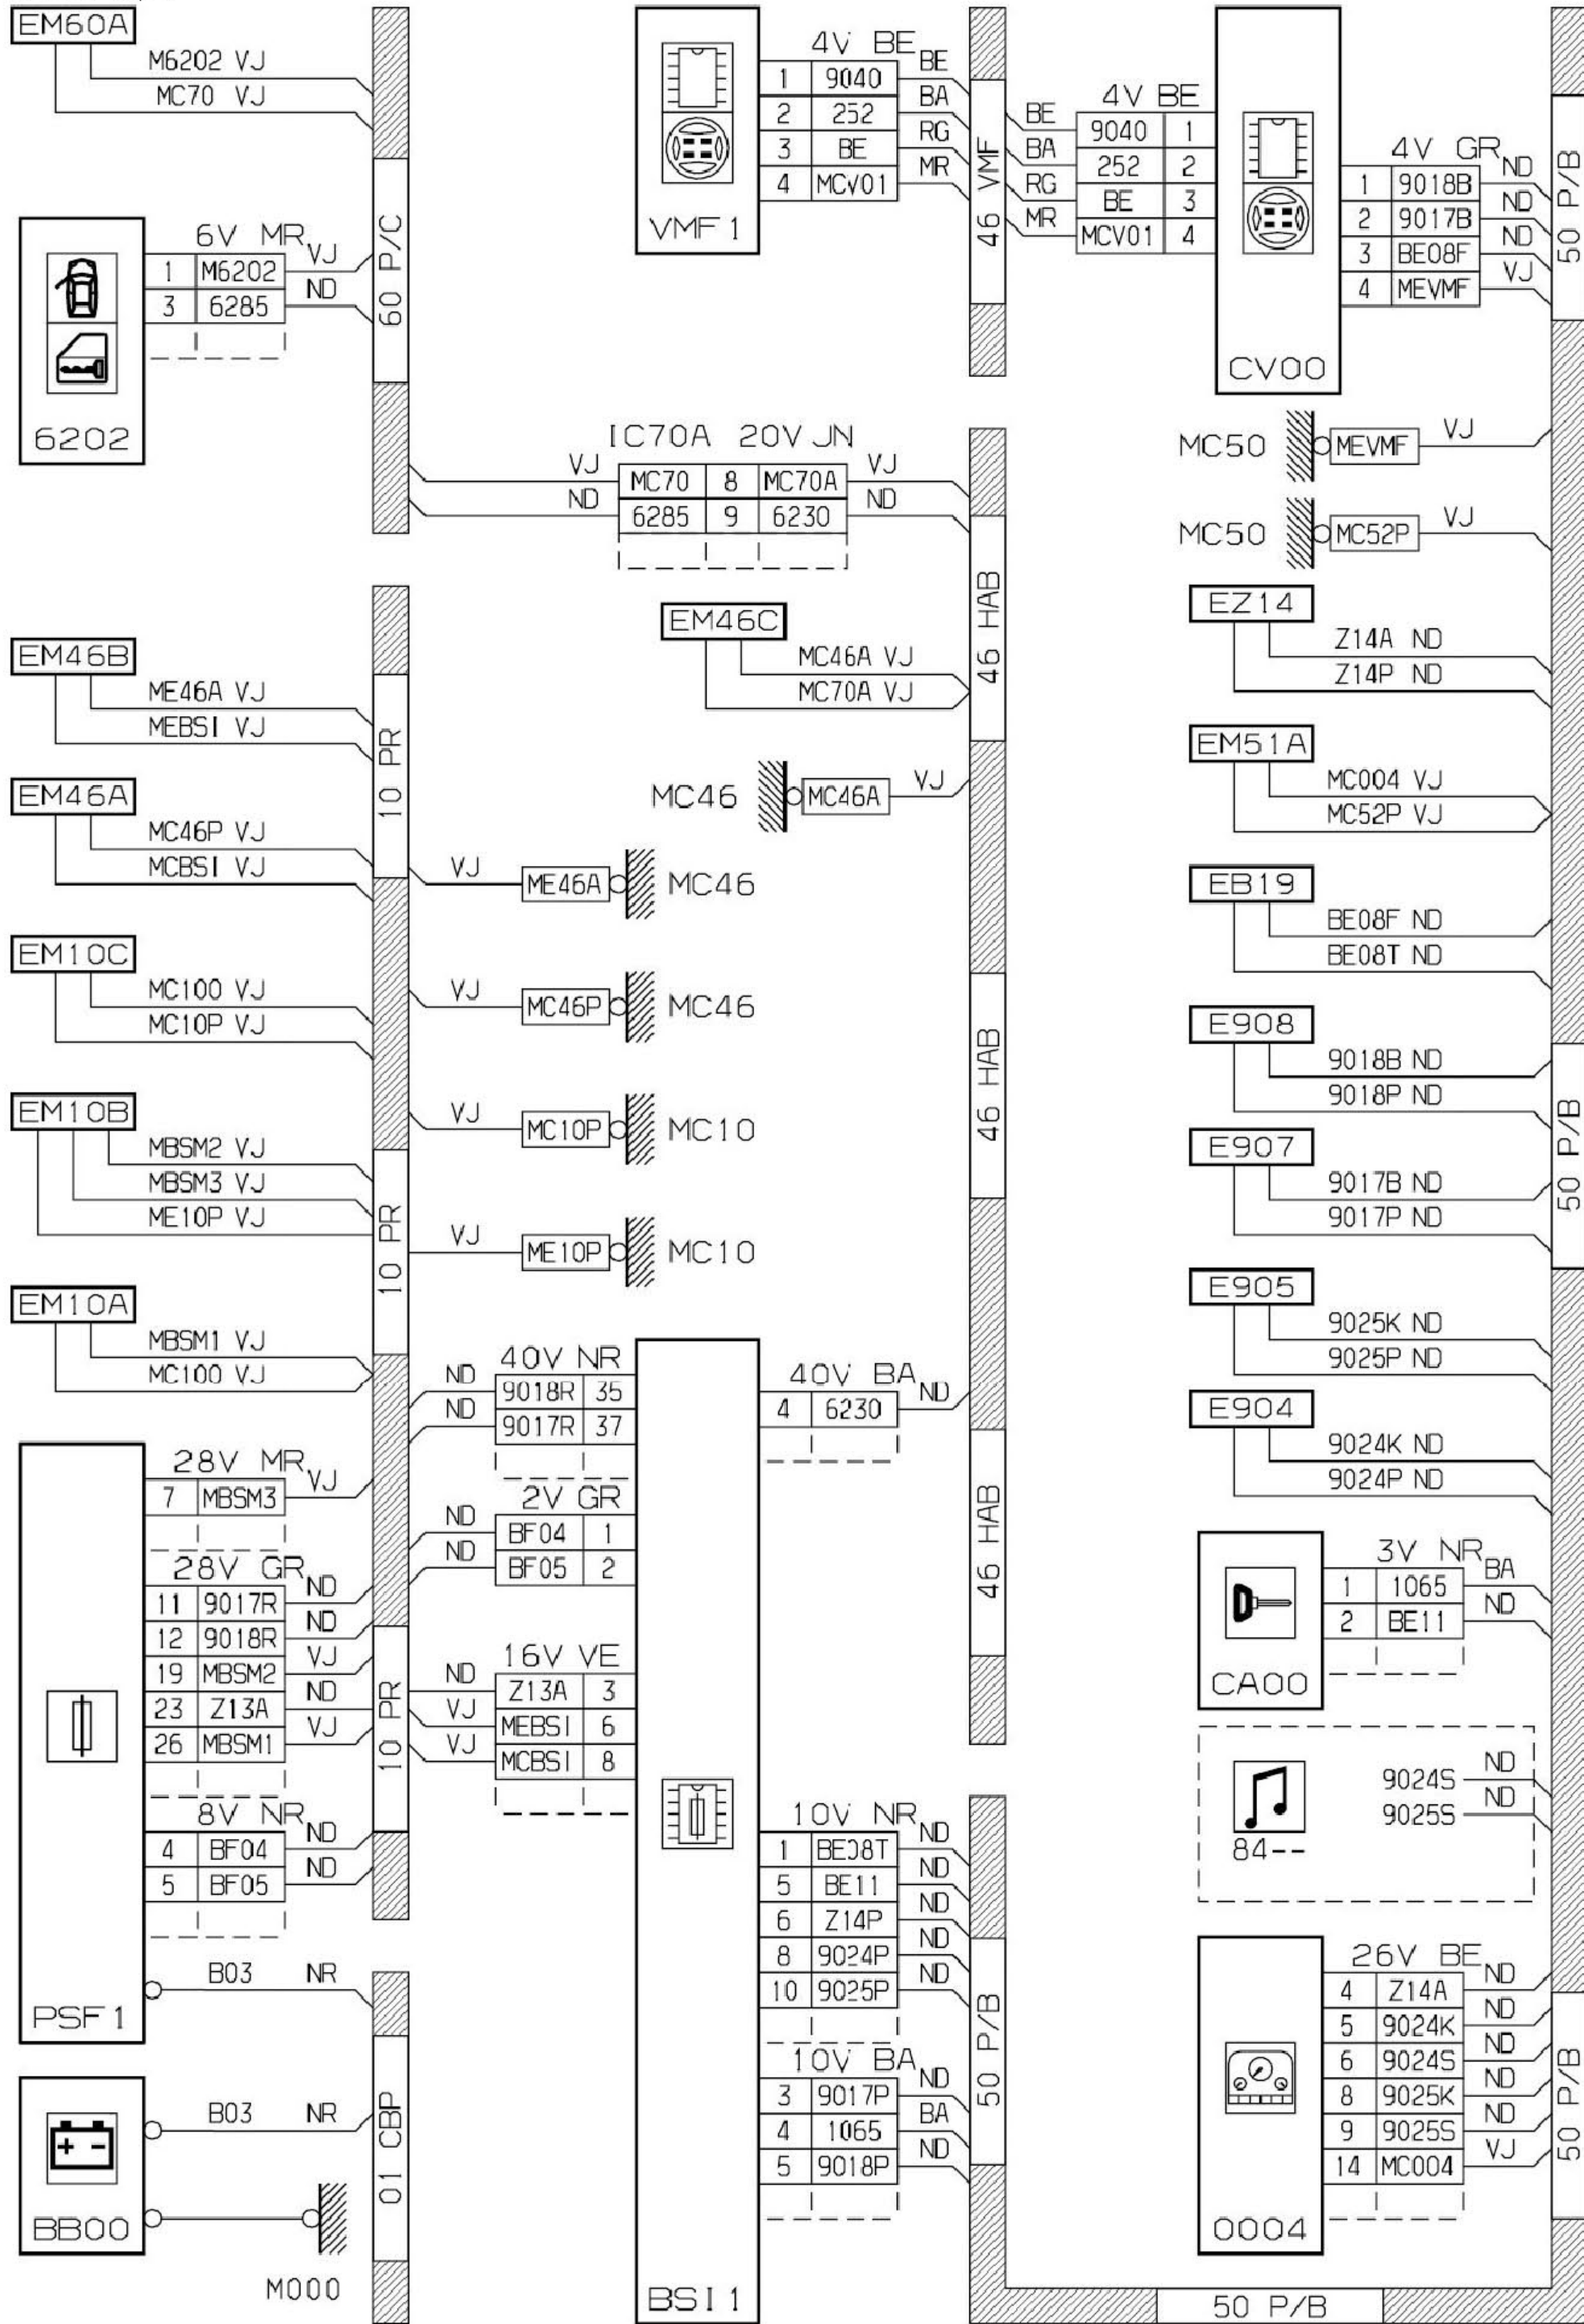 EM60A
M6202 VJ
MC70 VJ
6V MR
1 M6202 VJ
3 6285 ND
6202
60 P/C
EM46B
ME46A VJ
MEBSI VJ
EM46A
MC46P VJ
MCBSI VJ
10 PR
EM10C
MC100 VJ
MC10P VJ
EM10B
MBSM2 VJ
MBSM3 VJ
ME10P VJ
10 PR
EM10A
MBSM1 VJ
MC100 VJ
28V MR
7 MBSM3 VJ
28V GR
11 9017R ND
12 9018R ND
19 MBSM2 VJ
23 Z13A ND
26 MBSM1 VJ
8V NR
4 BF04 ND
5 BF05 ND
B03 NR
PSF1
10 PR
B03 NR
BB00
M000
01 CBP
4V BE
1 9040 BE
2 252 BA
3 BE RG
4 MCV01 MR
VMF1
46 VMF
IC70A 20V JN
VJ MC70 8 MC70A VJ
ND 6285 9 6230 ND
EM46C
MC46A VJ
MC70A VJ
46 HAB
MC46 MC46A VJ
VJ ME46A MC46
VJ MC46P MC46
VJ MC10P MC10
VJ ME10P MC10
46 HAB
40V NR
ND 9018R 35
ND 9017R 37
2V GR
ND BF04 1
ND BF05 2
16V VE
ND Z13A 3
VJ MEBSI 6
VJ MCBSI 8
40V BA
4 6230 ND
46 HAB
10V NR
1 BE08T ND
5 BE11 ND
6 Z14P ND
8 9024P ND
10 9025P ND
10V BA
3 9017P ND
4 1065 BA
5 9018P ND
BSI1
50 P/B
4V BE
BE 9040 1
BA 252 2
RG BE 3
MR MCV01 4
4V GR
1 9018B ND
2 9017B ND
3 BE08F ND
4 MEVMF VJ
CV00
50 P/B
MC50 MEVMF VJ
MC50 MC52P VJ
EZ14
Z14A ND
Z14P ND
EM51A
MC004 VJ
MC52P VJ
EB19
BE08F ND
BE08T ND
E908
9018B ND
9018P ND
E907
9017B ND
9017P ND
50 P/B
E905
9025K ND
9025P ND
E904
9024K ND
9024P ND
3V NR
1 1065 BA
2 BE11 ND
CA00
9024S ND
9025S ND
84--
26V BE
4 Z14A ND
5 9024K ND
6 9024S ND
8 9025K ND
9 9025S ND
14 MC004 VJ
0004
50 P/B
50 P/B